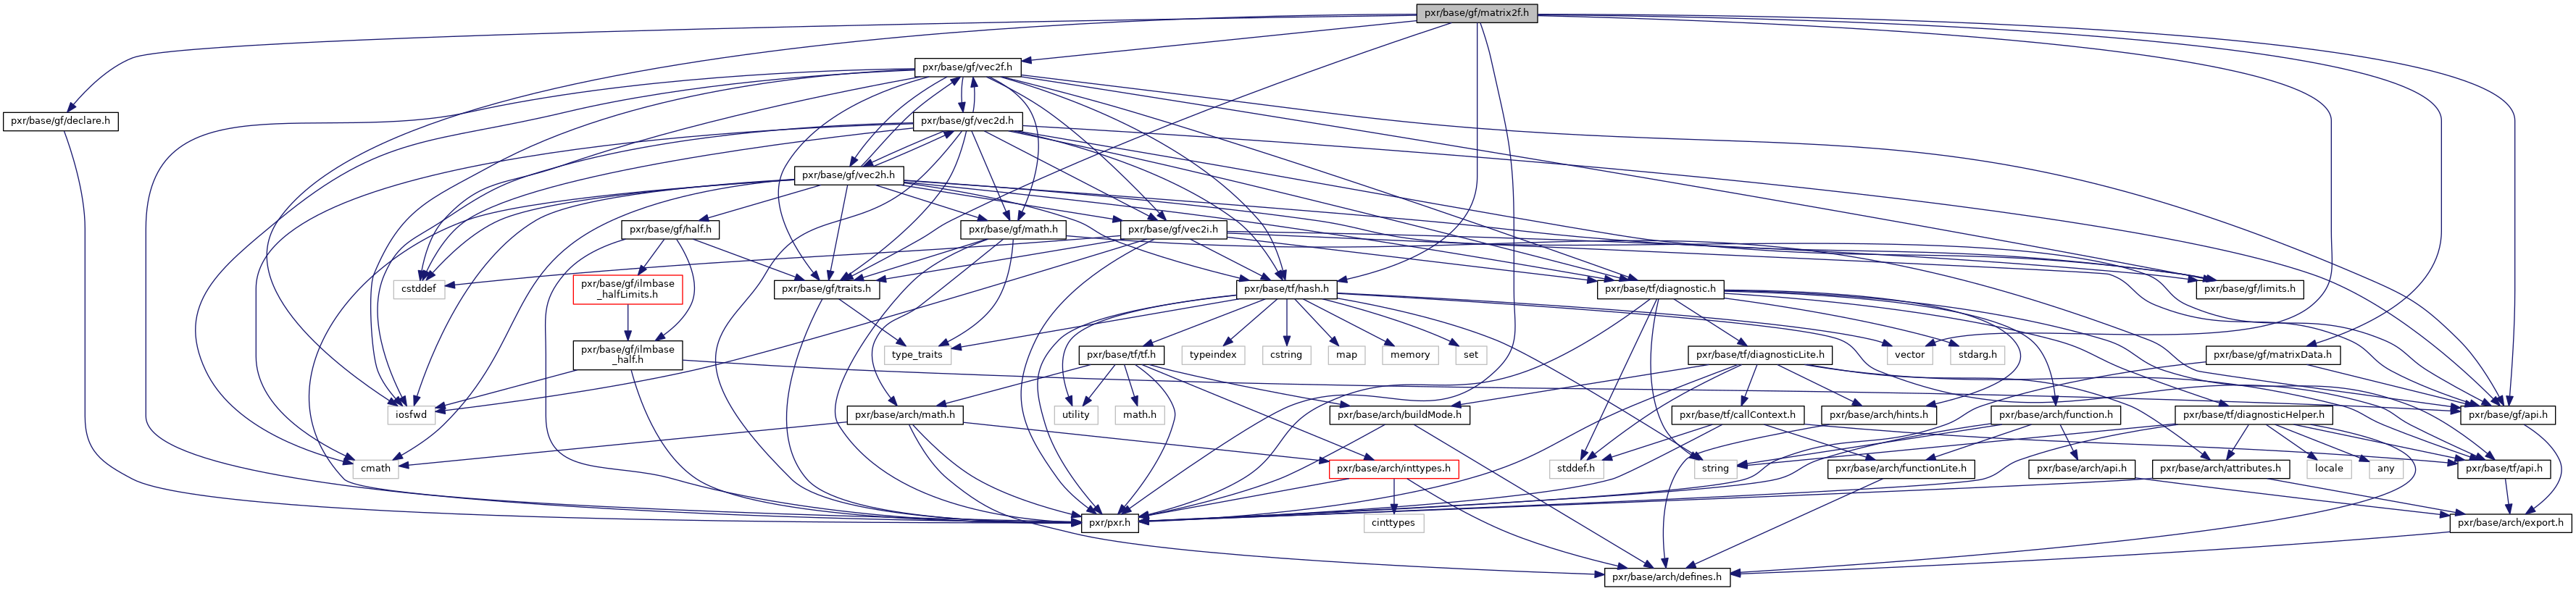 pxr/base/gf/matrix2f.h
pxr/base/gf/vec2f.h
pxr/base/gf/declare.h
pxr/base/gf/vec2d.h
pxr/base/gf/vec2h.h
pxr/base/gf/half.h
pxr/base/gf/math.h
pxr/base/gf/vec2i.h
cstddef
pxr/base/gf/ilmbase
_halfLimits.h
pxr/base/gf/traits.h
pxr/base/tf/hash.h
pxr/base/tf/diagnostic.h
pxr/base/gf/limits.h
pxr/base/gf/ilmbase
_half.h
type_traits
pxr/base/tf/tf.h
typeindex
cstring
map
memory
set
vector
stdarg.h
pxr/base/tf/diagnosticLite.h
pxr/base/gf/matrixData.h
iosfwd
pxr/base/arch/math.h
utility
math.h
pxr/base/arch/buildMode.h
pxr/base/tf/callContext.h
pxr/base/arch/hints.h
pxr/base/arch/function.h
pxr/base/tf/diagnosticHelper.h
pxr/base/gf/api.h
cmath
pxr/base/arch/inttypes.h
stddef.h
string
pxr/base/arch/functionLite.h
pxr/base/arch/api.h
pxr/base/arch/attributes.h
locale
any
pxr/base/tf/api.h
pxr/pxr.h
cinttypes
pxr/base/arch/export.h
pxr/base/arch/defines.h